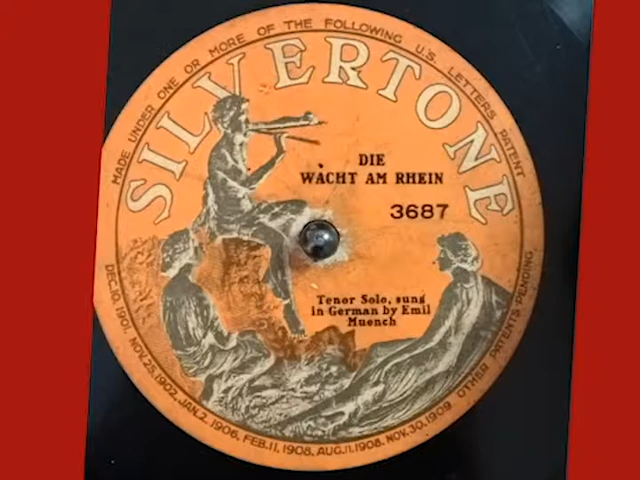 MADE UNDER ONE OR MORE OF THE FOLLOWING U.S. LETTERS PATENT
SILVERTONE
DIE
WACHT AM RHEIN
3687
Tenor Solo, sung
in German by Emil
Muench
DEC.10.1901. NOV.25.1902. JAN.2. 1906. FEB.11. 1908. AUG.11.1908. NOV.30.1909 OTHER PATENTS PENDING